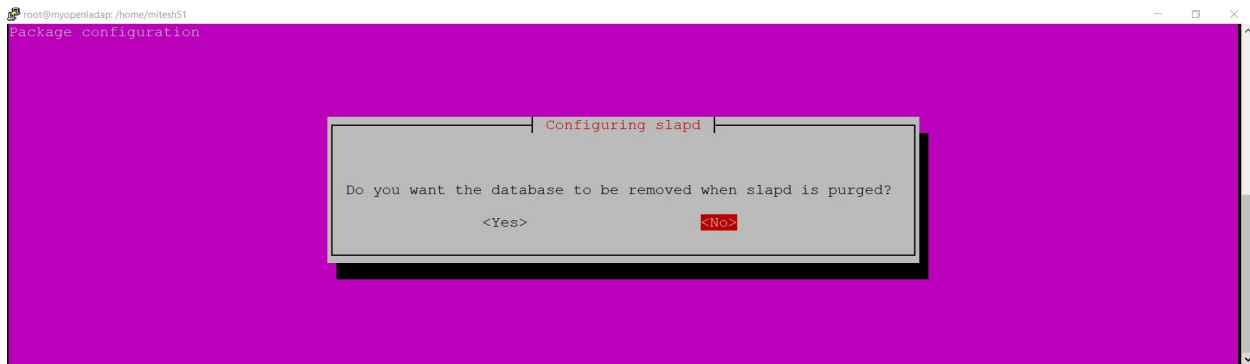 root@myopenladap: /home/mitesh51
Package configuration
Configuring slapd
Do you want the database to be removed when slapd is purged?
<Yes> <No>